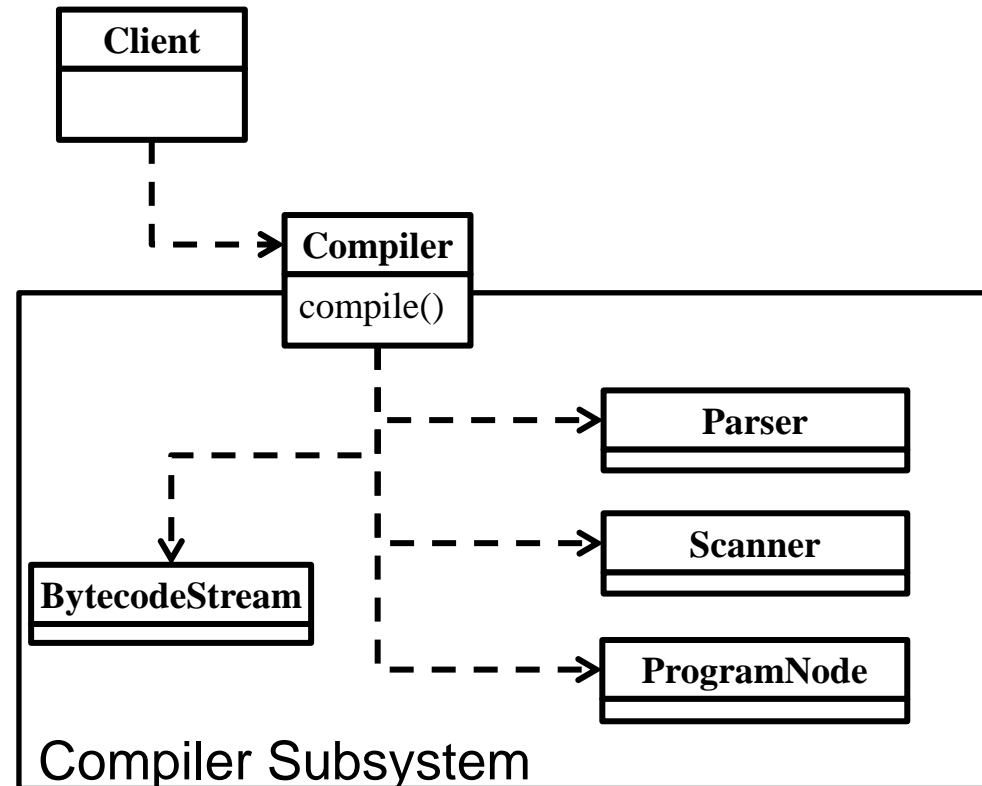 Client
Compiler
compile()
Parser
Scanner
BytecodeStream
ProgramNode
Compiler Subsystem